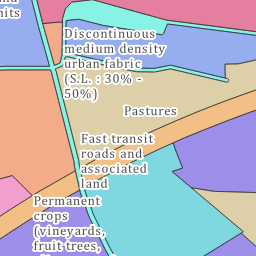 nits
Discontinuous
medium density
urban fabric
(S.L. : 30% -
50%)
Pastures
Fast transit
roads and
associated
land
Permanent
crops
(vineyards,
fruit trees,